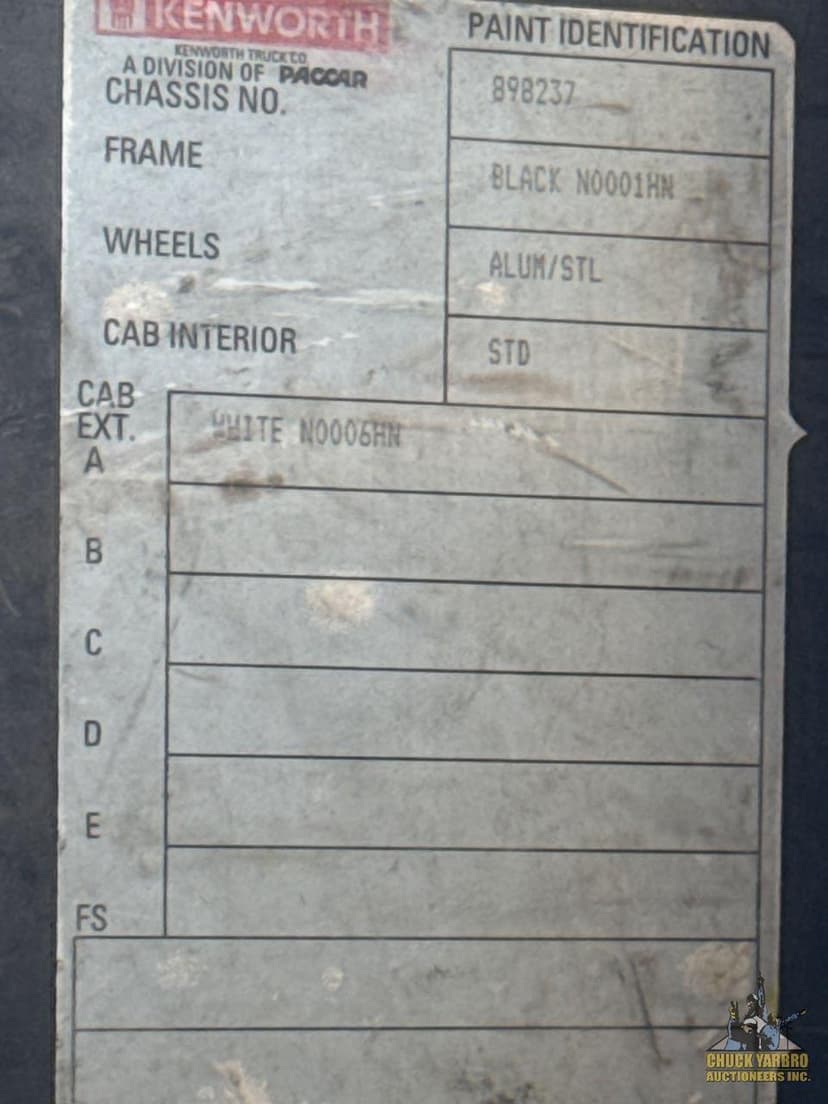 KENWORTH
KENWORTH TRUCK CO.
A DIVISION OF PACCAR
PAINT IDENTIFICATION
CHASSIS NO. 898237
FRAME BLACK N0001HN
WHEELS ALUM/STL
CAB INTERIOR STD
CAB
EXT.
A WHITE N0006HN
B
C
D
E
FS
CHUCK YARBRO
AUCTIONEERS INC.